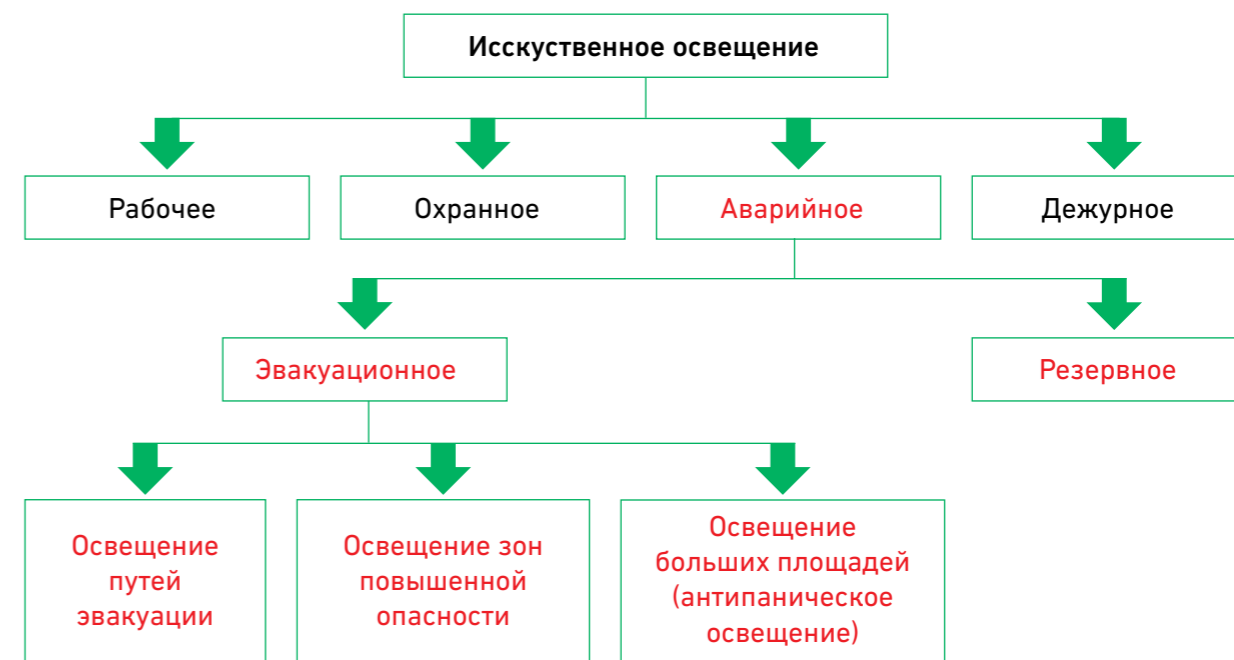 Исскуственное освещение
Рабочее
Охранное
Аварийное
Дежурное
Эвакуационное
Резервное
Освещение
путей
эвакуации
Освещение зон
повышенной
опасности
Освещение
больших площадей
(антипаническое
освещение)